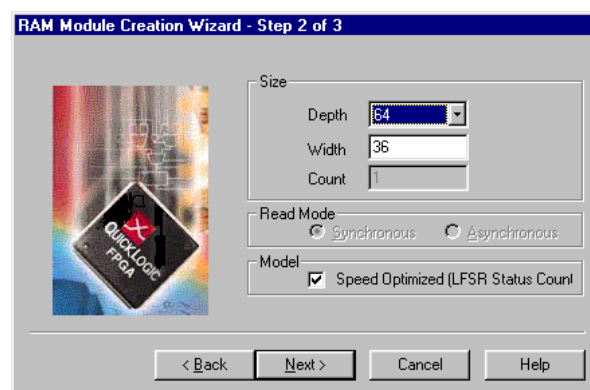 RAM Module Creation Wizard - Step 2 of 3
Size
Depth 64
Width 36
Count 1
Read Mode
Synchronous Asynchronous
Model
Speed Optimized (LFSR Status Count
QUICKLOGIC
FPGA
< Back Next > Cancel Help